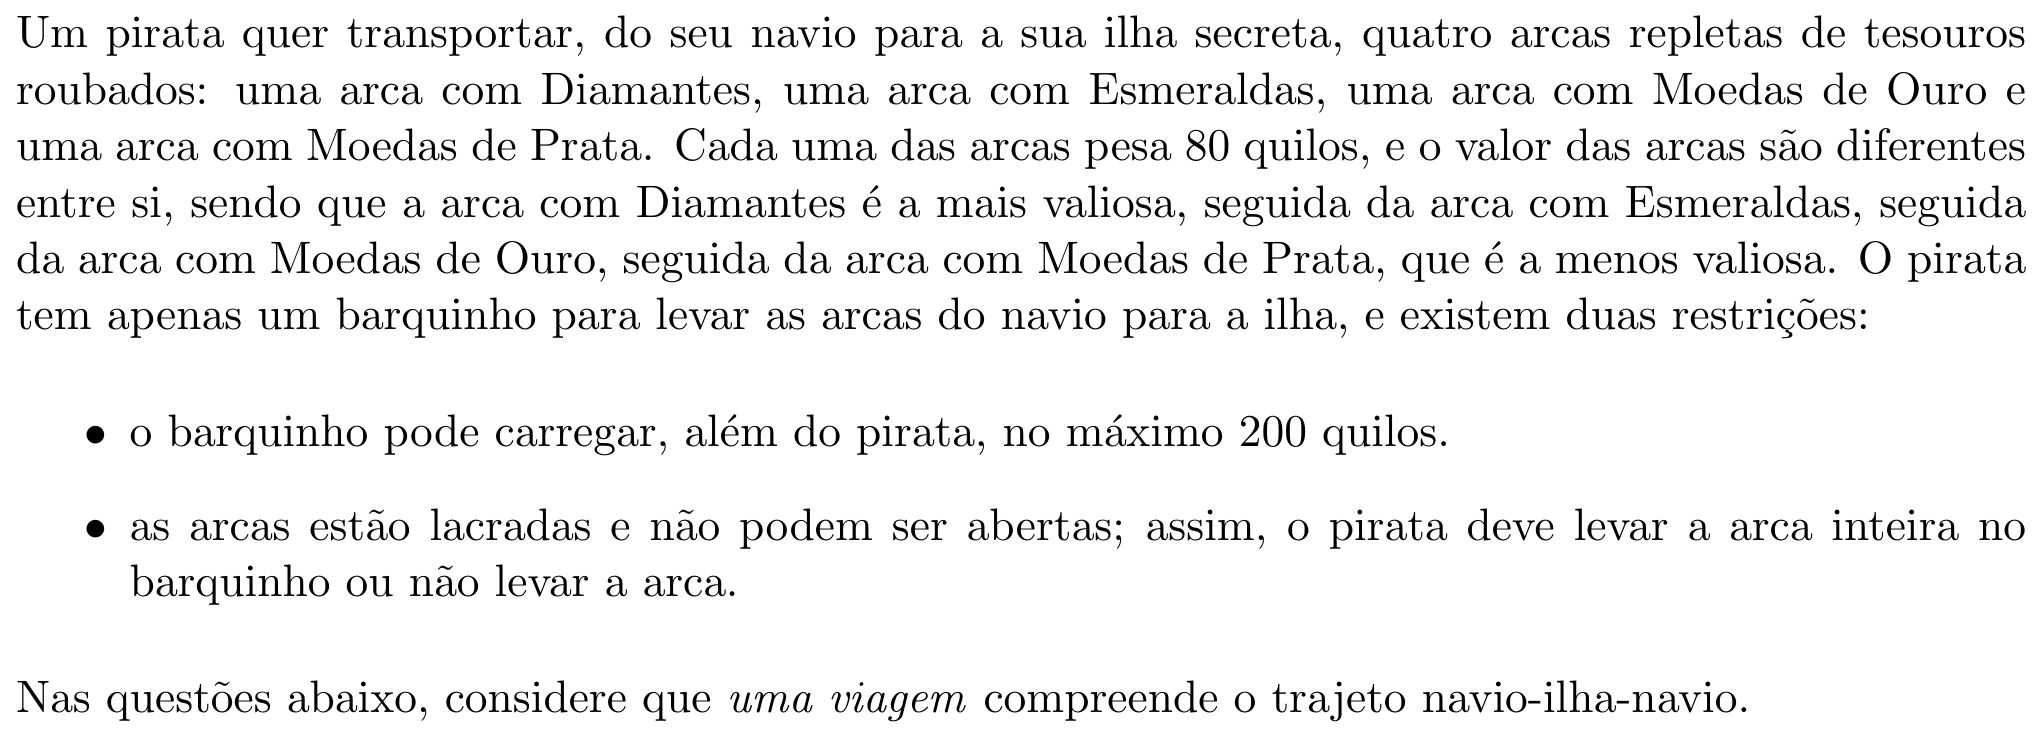 Um pirata quer transportar, do seu navio para a sua ilha secreta, quatro arcas repletas de tesouros
roubados: uma arca com Diamantes, uma arca com Esmeraldas, uma arca com Moedas de Ouro e
uma arca com Moedas de Prata. Cada uma das arcas pesa 80 quilos, e o valor das arcas são diferentes
entre si, sendo que a arca com Diamantes é a mais valiosa, seguida da arca com Esmeraldas, seguida
da arca com Moedas de Ouro, seguida da arca com Moedas de Prata, que é a menos valiosa. O pirata
tem apenas um barquinho para levar as arcas do navio para a ilha, e existem duas restrições:
• o barquinho pode carregar, além do pirata, no máximo 200 quilos.
• as arcas estão lacradas e não podem ser abertas; assim, o pirata deve levar a arca inteira no
barquinho ou não levar a arca.
Nas questões abaixo, considere que uma viagem compreende o trajeto navio-ilha-navio.